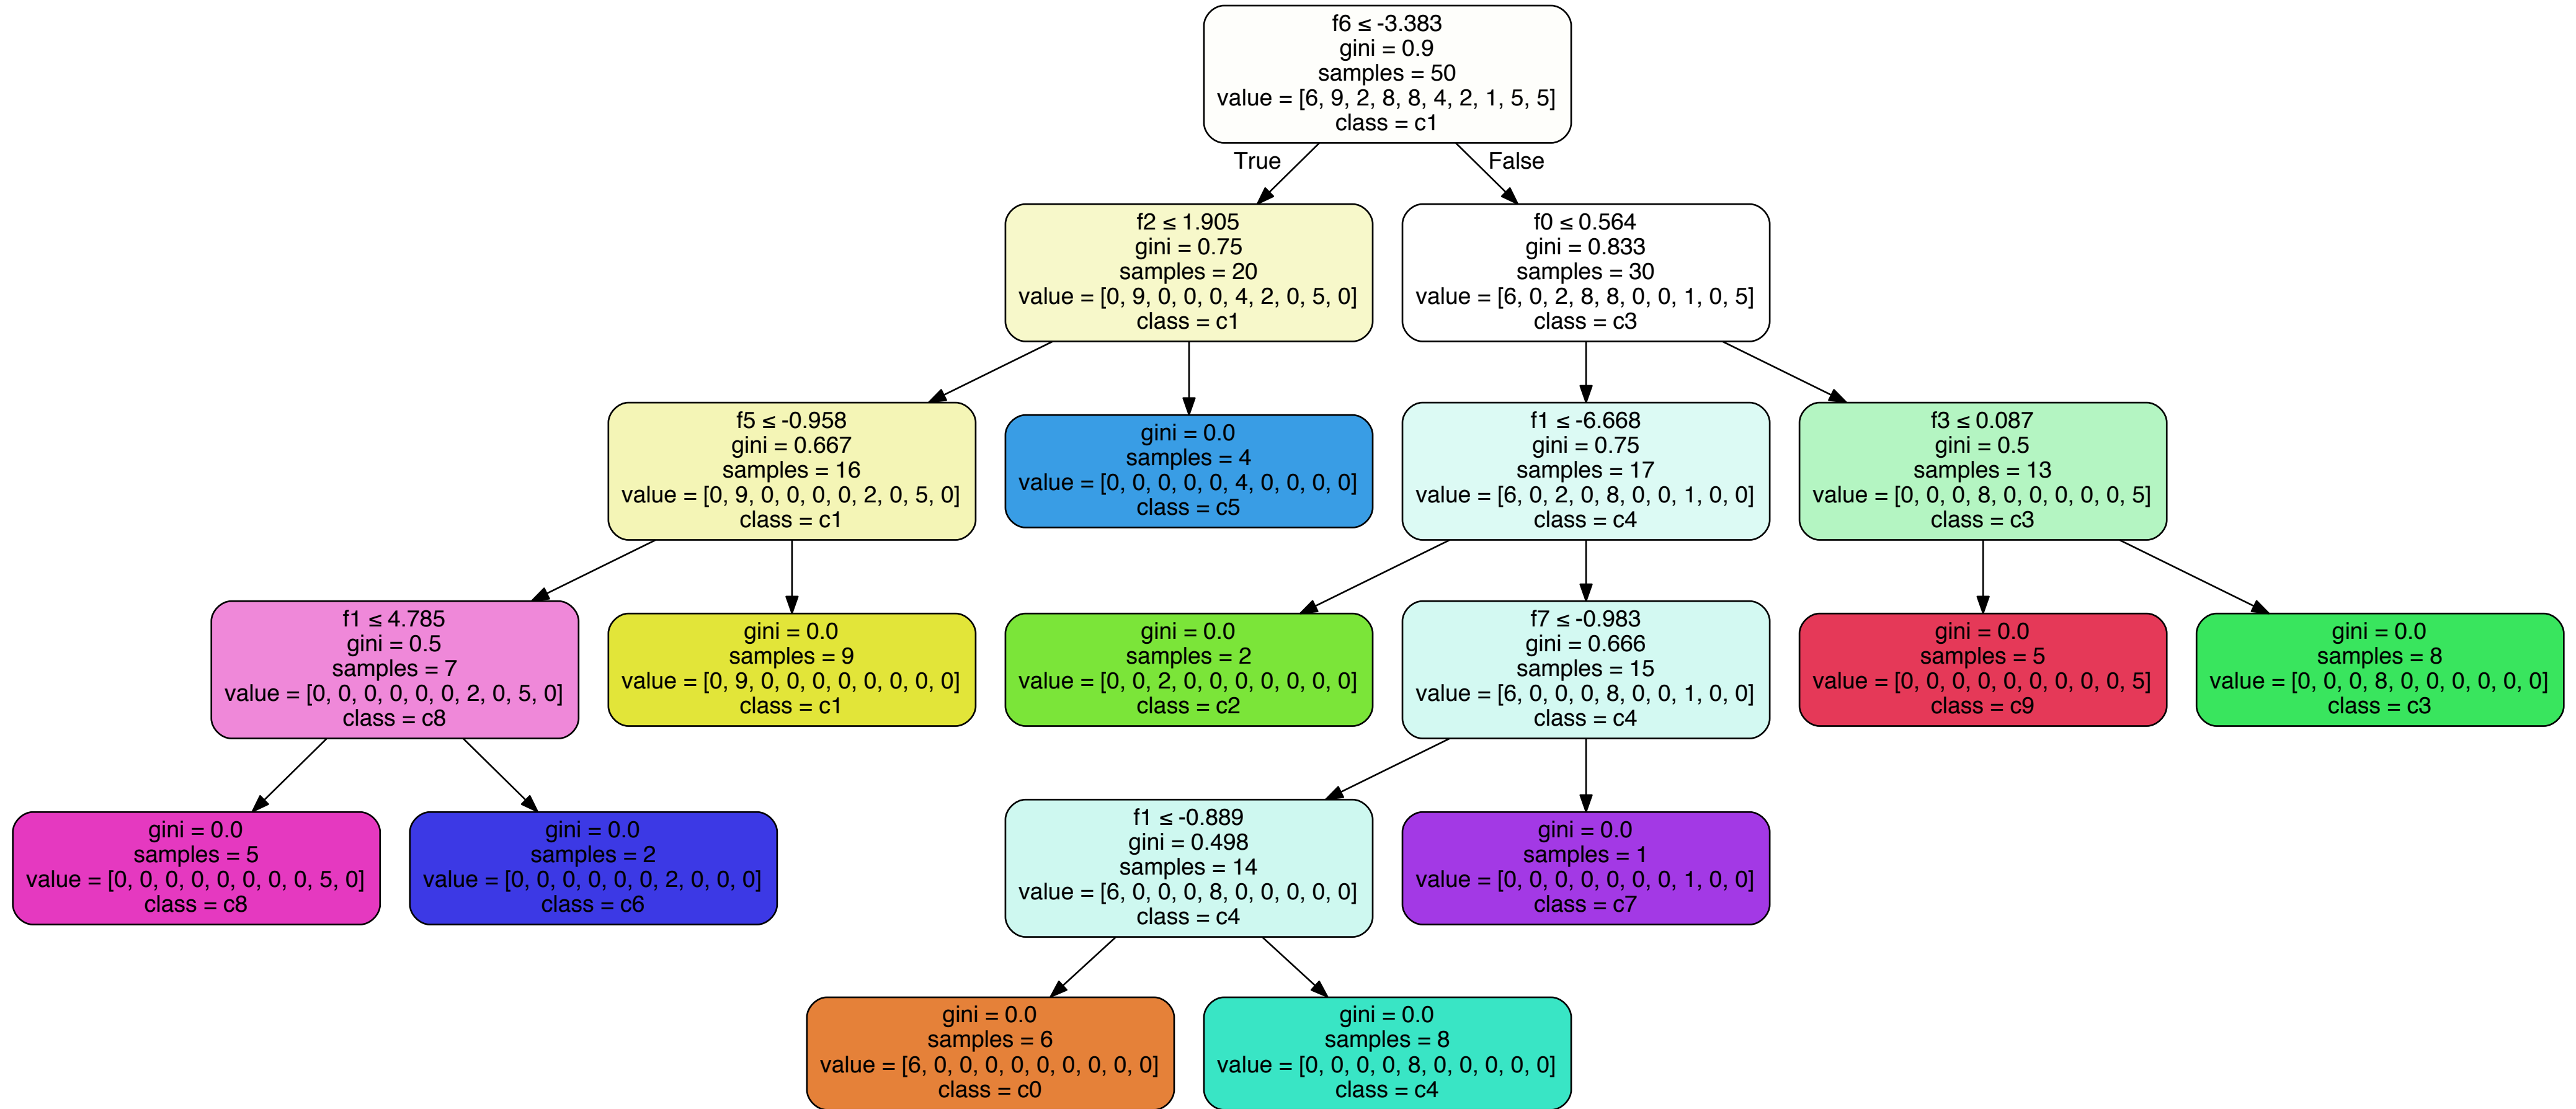 f6 ≤ -3.383
gini = 0.9
samples = 50
value = [6, 9, 2, 8, 8, 4, 2, 1, 5, 5]
class = c1
True
False
f2 ≤ 1.905
gini = 0.75
samples = 20
value = [0, 9, 0, 0, 0, 4, 2, 0, 5, 0]
class = c1
f0 ≤ 0.564
gini = 0.833
samples = 30
value = [6, 0, 2, 8, 8, 0, 0, 1, 0, 5]
class = c3
f5 ≤ -0.958
gini = 0.667
samples = 16
value = [0, 9, 0, 0, 0, 0, 2, 0, 5, 0]
class = c1
gini = 0.0
samples = 4
value = [0, 0, 0, 0, 0, 4, 0, 0, 0, 0]
class = c5
f1 ≤ -6.668
gini = 0.75
samples = 17
value = [6, 0, 2, 0, 8, 0, 0, 1, 0, 0]
class = c4
f3 ≤ 0.087
gini = 0.5
samples = 13
value = [0, 0, 0, 8, 0, 0, 0, 0, 0, 5]
class = c3
f1 ≤ 4.785
gini = 0.5
samples = 7
value = [0, 0, 0, 0, 0, 0, 2, 0, 5, 0]
class = c8
gini = 0.0
samples = 9
value = [0, 9, 0, 0, 0, 0, 0, 0, 0, 0]
class = c1
gini = 0.0
samples = 2
value = [0, 0, 2, 0, 0, 0, 0, 0, 0, 0]
class = c2
f7 ≤ -0.983
gini = 0.666
samples = 15
value = [6, 0, 0, 0, 8, 0, 0, 1, 0, 0]
class = c4
gini = 0.0
samples = 5
value = [0, 0, 0, 0, 0, 0, 0, 0, 0, 5]
class = c9
gini = 0.0
samples = 8
value = [0, 0, 0, 8, 0, 0, 0, 0, 0, 0]
class = c3
gini = 0.0
samples = 5
value = [0, 0, 0, 0, 0, 0, 0, 0, 5, 0]
class = c8
gini = 0.0
samples = 2
value = [0, 0, 0, 0, 0, 0, 2, 0, 0, 0]
class = c6
f1 ≤ -0.889
gini = 0.498
samples = 14
value = [6, 0, 0, 0, 8, 0, 0, 0, 0, 0]
class = c4
gini = 0.0
samples = 1
value = [0, 0, 0, 0, 0, 0, 0, 1, 0, 0]
class = c7
gini = 0.0
samples = 6
value = [6, 0, 0, 0, 0, 0, 0, 0, 0, 0]
class = c0
gini = 0.0
samples = 8
value = [0, 0, 0, 0, 8, 0, 0, 0, 0, 0]
class = c4